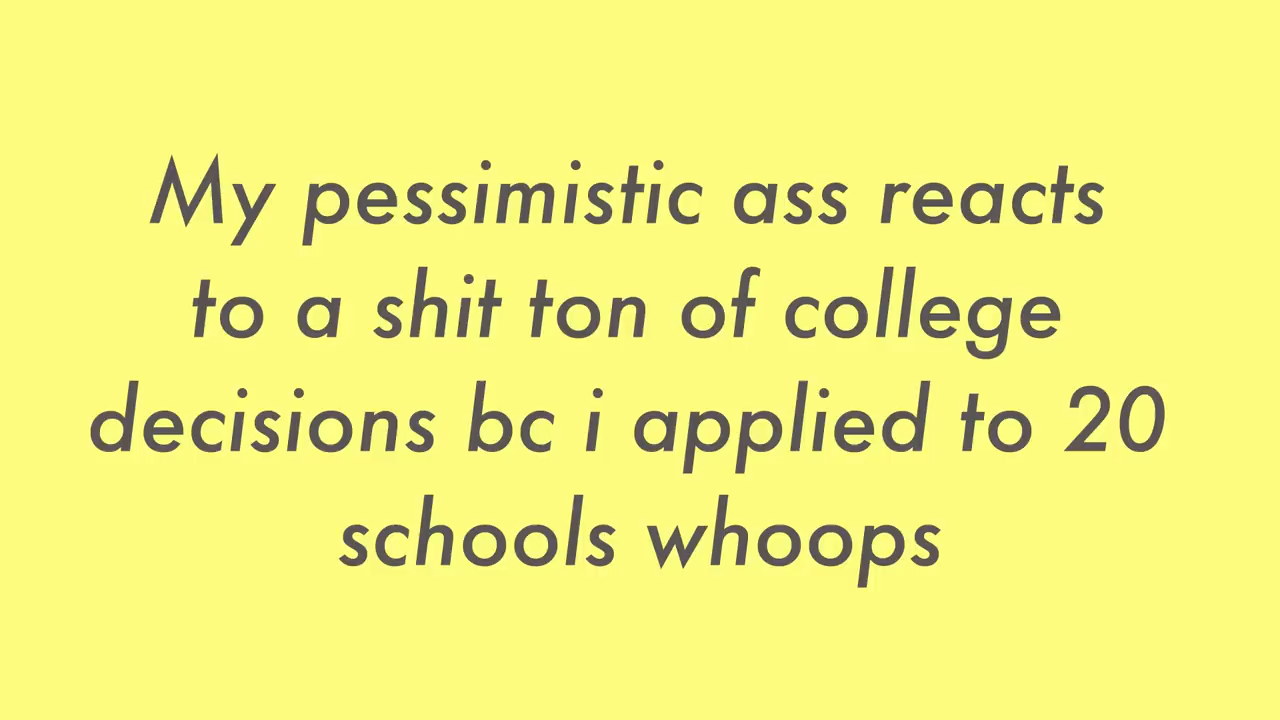 My pessimistic ass reacts
to a shit ton of college
decisions bc i applied to 20
schools whoops